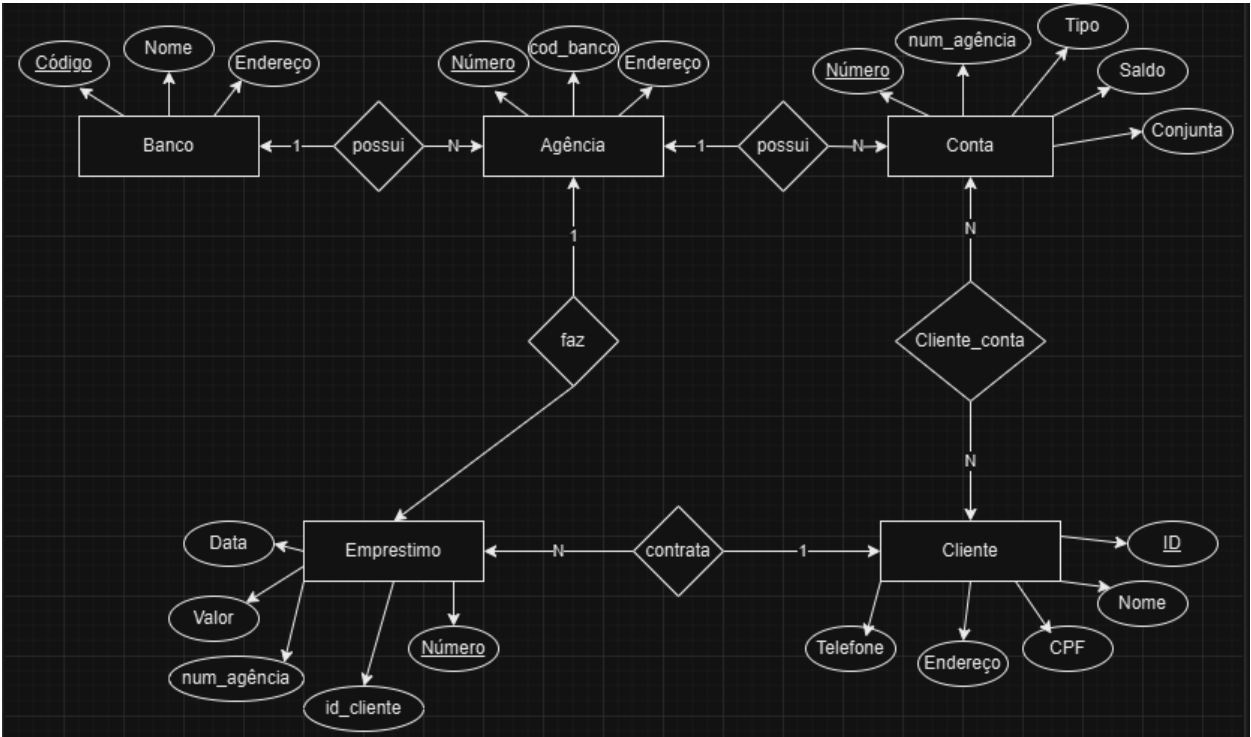 Código
Nome
Endereço
Número
cod_banco
Endereço
Número
num_agência
Tipo
Saldo
Conjunta
Banco
1
possui
N
Agência
1
possui
N
Conta
1
N
faz
Cliente_conta
N
Data
Emprestimo
N
contrata
1
Cliente
ID
Valor
Nome
num_agência
id_cliente
Número
Telefone
Endereço
CPF